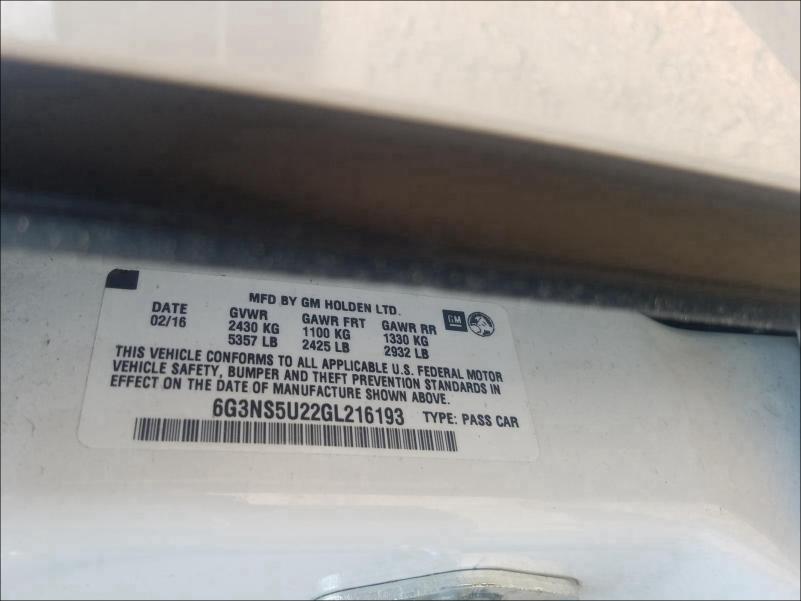 MFD BY GM HOLDEN LTD.
DATE GVWR GAWR FRT GAWR RR GM
02/16 2430 KG 1100 KG 1330 KG
5357 LB 2425 LB 2932 LB
THIS VEHICLE CONFORMS TO ALL APPLICABLE U.S. FEDERAL MOTOR
VEHICLE SAFETY, BUMPER AND THEFT PREVENTION STANDARDS IN
EFFECT ON THE DATE OF MANUFACTURE SHOWN ABOVE.
6G3NS5U22GL216193 TYPE: PASS CAR